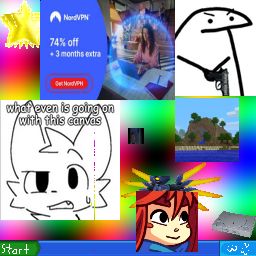 NordVPN
74% off
+ 3 months extra
Get NordVPN
what even is going on
with this canvas
Start